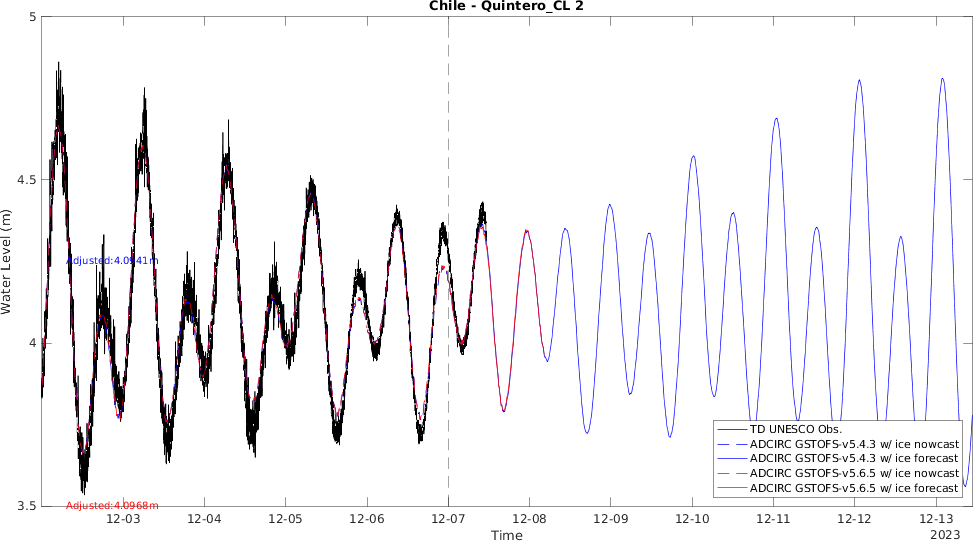 Chile - Quintero_CL 2
Water Level (m)
5
4.5
4
3.5
Adjusted:4.0941m
Adjusted:4.0968m
TD UNESCO Obs.
ADCIRC GSTOFS-v5.4.3 w/ ice nowcast
ADCIRC GSTOFS-v5.4.3 w/ ice forecast
ADCIRC GSTOFS-v5.6.5 w/ ice nowcast
ADCIRC GSTOFS-v5.6.5 w/ ice forecast
12-03 12-04 12-05 12-06 12-07 12-08 12-09 12-10 12-11 12-12 12-13
Time
2023